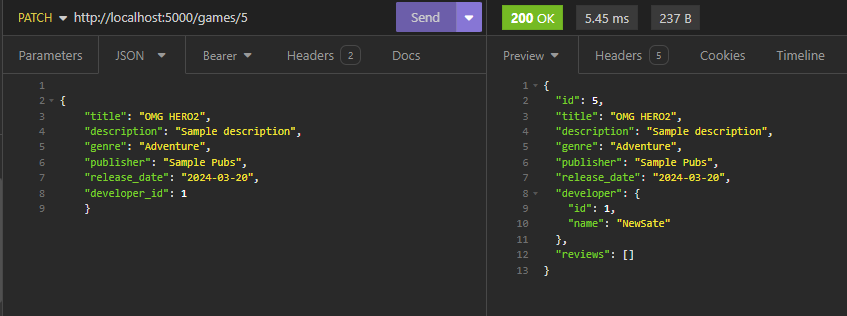 PATCH http://localhost:5000/games/5 Send 200 OK 5.45 ms 237 B
Parameters JSON Bearer Headers 2 Docs Preview Headers 5 Cookies Timeline
1
2 {
3 "title": "OMG HERO2",
4 "description": "Sample description",
5 "genre": "Adventure",
6 "publisher": "Sample Pubs",
7 "release_date": "2024-03-20",
8 "developer_id": 1
9 }
1 {
2 "id": 5,
3 "title": "OMG HERO2",
4 "description": "Sample description",
5 "genre": "Adventure",
6 "publisher": "Sample Pubs",
7 "release_date": "2024-03-20",
8 "developer": {
9 "id": 1,
10 "name": "NewSate"
11 },
12 "reviews": []
13 }